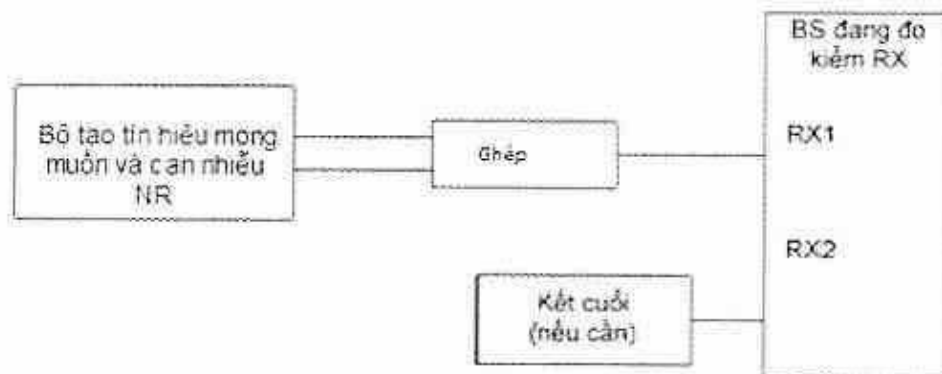 BS đang đo
kiểm RX
Bộ tạo tín hiệu mong
muốn và can nhiễu
NR
Ghép
RX1
RX2
Kết cuối
(nếu cần)